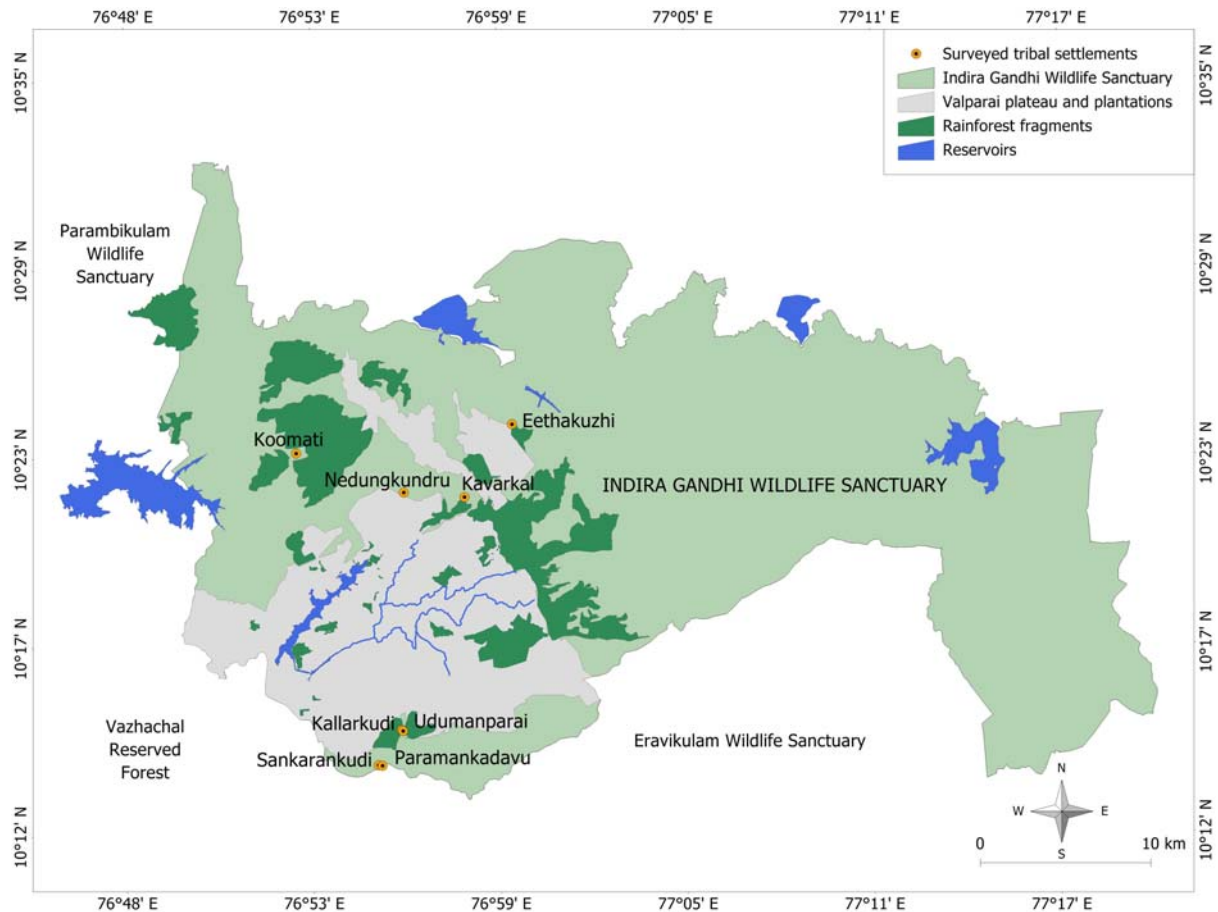 76°48' E
76°53' E
76°59' E
77°05' E
77°11' E
77°17' E
Surveyed tribal settlements
Indira Gandhi Wildlife Sanctuary
Valparai plateau and plantations
Rainforest fragments
Reservoirs
10°35' N
10°35' N
Parambikulam
Wildlife
Sanctuary
10°29' N
10°29' N
Eethakuzhi
Koomati
10°23' N
10°23' N
Nedungkundru
Kavarkal
INDIRA GANDHI WILDLIFE SANCTUARY
10°17' N
10°17' N
Kallarkudi
Udumanparai
Vazhachal
Reserved
Forest
Eravikulam Wildlife Sanctuary
Sankarankudi
Paramankadavu
N
W
E
S
10°12' N
10°12' N
0
10 km
76°48' E
76°53' E
76°59' E
77°05' E
77°11' E
77°17' E